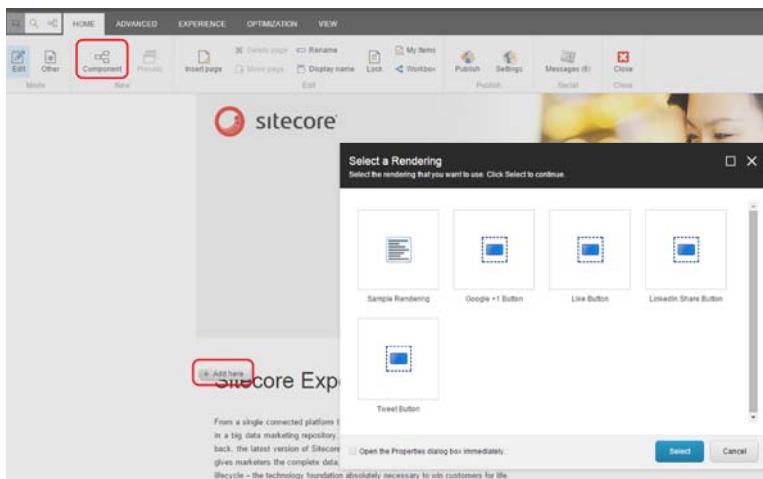 HOME ADVANCED EXPERIENCE OPTIMIZATION VIEW
Edit
Other
Mode
Component
Presets
New
Insert page
Delete page
Move page
Rename
Display name
Lock
My items
Workbox
Edit
Publish
Settings
Publish
Messages (6)
Social
Close
Close
sitecore
Select a Rendering
Select the rendering that you want to use. Click Select to continue.
Sample Rendering
Google +1 Button
Like Button
LinkedIn Share Button
Tweet Button
Open the Properties dialog box immediately.
Select
Cancel
Add here
Sitecore Exp
From a single connected platform t
in a big data marketing repository,
back, the latest version of Sitecore
gives marketers the complete data,
lifecycle – the technology foundation absolutely necessary to win customers for life.